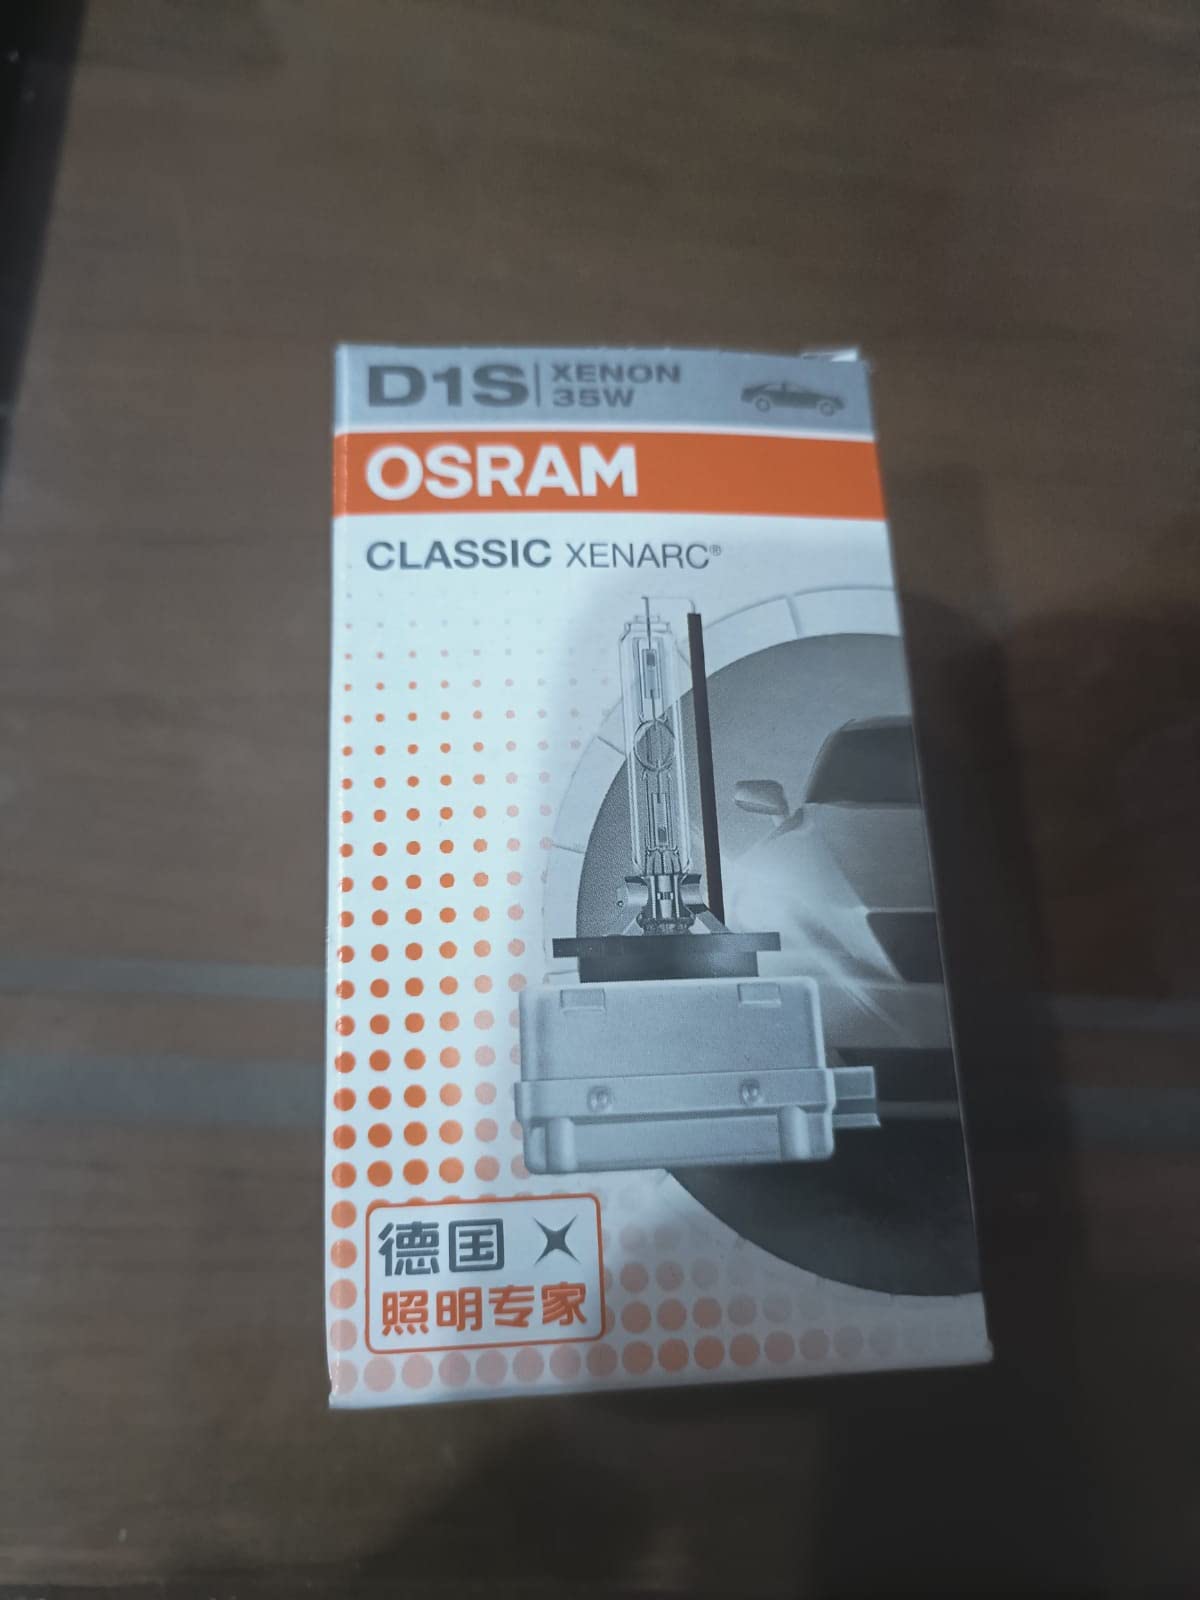 D1S XENON
35W
OSRAM
CLASSIC XENARC®
德国
照明专家